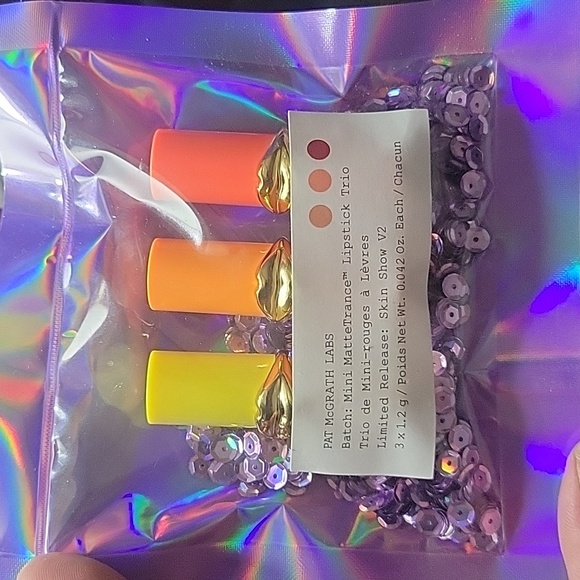 PAT McGRATH LABS
Batch: Mini MatteTrance™ Lipstick Trio
Trio de Mini-rouges à Lèvres
Limited Release: Skin Show V2
3 x 1.2 g / Poids Net Wt. 0.042 Oz. Each / Chacun